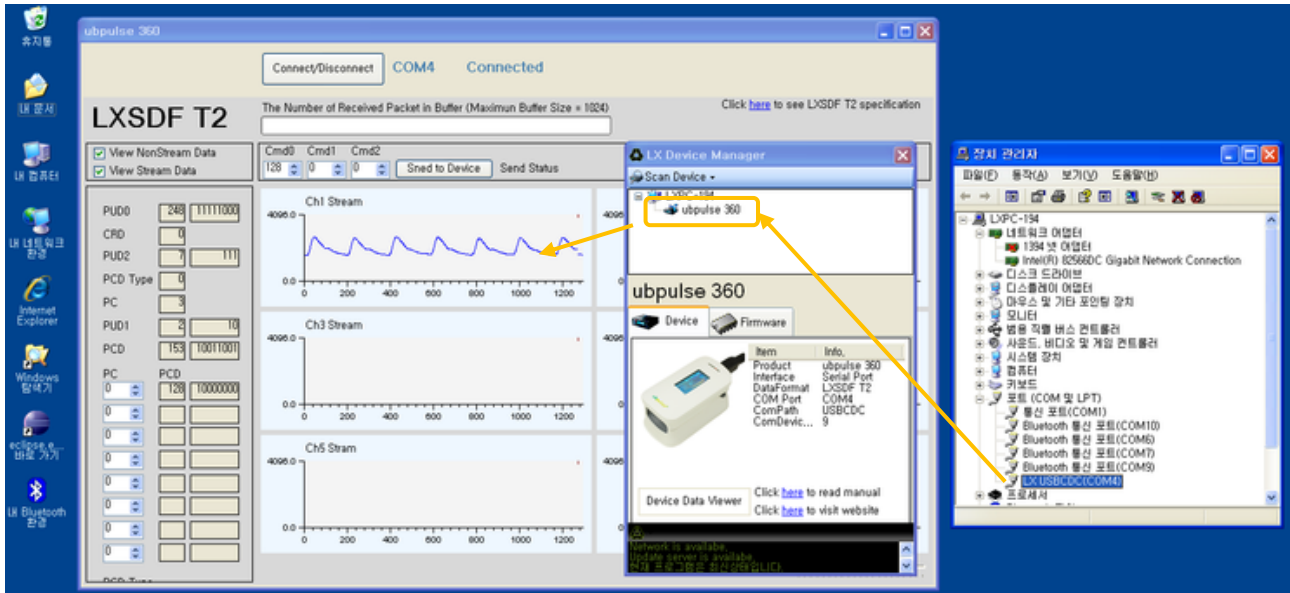 휴지통
내 문서
내 컴퓨터
내 네트워크
환경
Internet
Explorer
Windows
탐색기
eclipse.e...
바로 가기
내 Bluetooth
환경
ubpulse 360
Connect/Disconnect
COM4
Connected
LXSDF T2
The Number of Received Packet in Buffer (Maximun Buffer Size = 1024)
Click here to see LXSDF T2 specification
View NonStream Data
View Stream Data
Cmd0 Cmd1 Cmd2
128 0 0 Sned to Device Send Status
PUD0 248 11111000
CRD 0
PUD2 7 111
PCD Type 0
PC 3
PUD1 2 10
PCD 153 10011001
PC PCD
0 128 10000000
0
0
0
0
0
0
0
Ch1 Stream
4096.0
0.0
0 200 400 600 800 1000 1200
Ch3 Stream
4096.0
0.0
0 200 400 600 800 1000 1200
Ch5 Stram
4096.0
0.0
0 200 400 600 800 1000 1200
LX Device Manager
Scan Device
LXPC-194
ubpulse 360
ubpulse 360
Device Firmware
Item Info.
Product ubpulse 360
Interface Serial Port
DataFormat LXSDF T2
COM Port COM4
ComPath USBCDC
ComDevic... 9
Device Data Viewer
Click here to read manual
Click here to visit website
Network is availabe.
Update server is availabe.
현재 프로그램은 최신상태입니다.
장치 관리자
파일(F) 동작(A) 보기(V) 도움말(H)
LXPC-194
네트워크 어댑터
1394 넷 어댑터
Intel(R) 82566DC Gigabit Network Connection
디스크 드라이브
디스플레이 어댑터
마우스 및 기타 포인팅 장치
모니터
범용 직렬 버스 컨트롤러
사운드, 비디오 및 게임 컨트롤러
시스템 장치
컴퓨터
키보드
포트 (COM 및 LPT)
통신 포트(COM1)
Bluetooth 통신 포트(COM10)
Bluetooth 통신 포트(COM6)
Bluetooth 통신 포트(COM7)
Bluetooth 통신 포트(COM9)
LX USBCDC(COM4)
프로세서